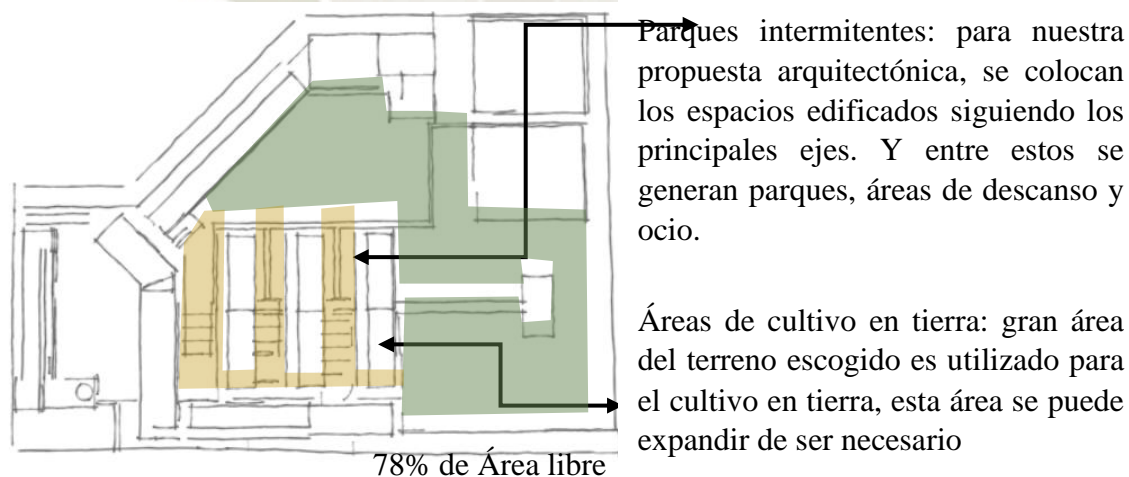 Parques intermitentes: para nuestra
propuesta arquitectónica, se colocan
los espacios edificados siguiendo los
principales ejes. Y entre estos se
generan parques, áreas de descanso y
ocio.
Áreas de cultivo en tierra: gran área
del terreno escogido es utilizado para
el cultivo en tierra, esta área se puede
expandir de ser necesario
78% de Área libre